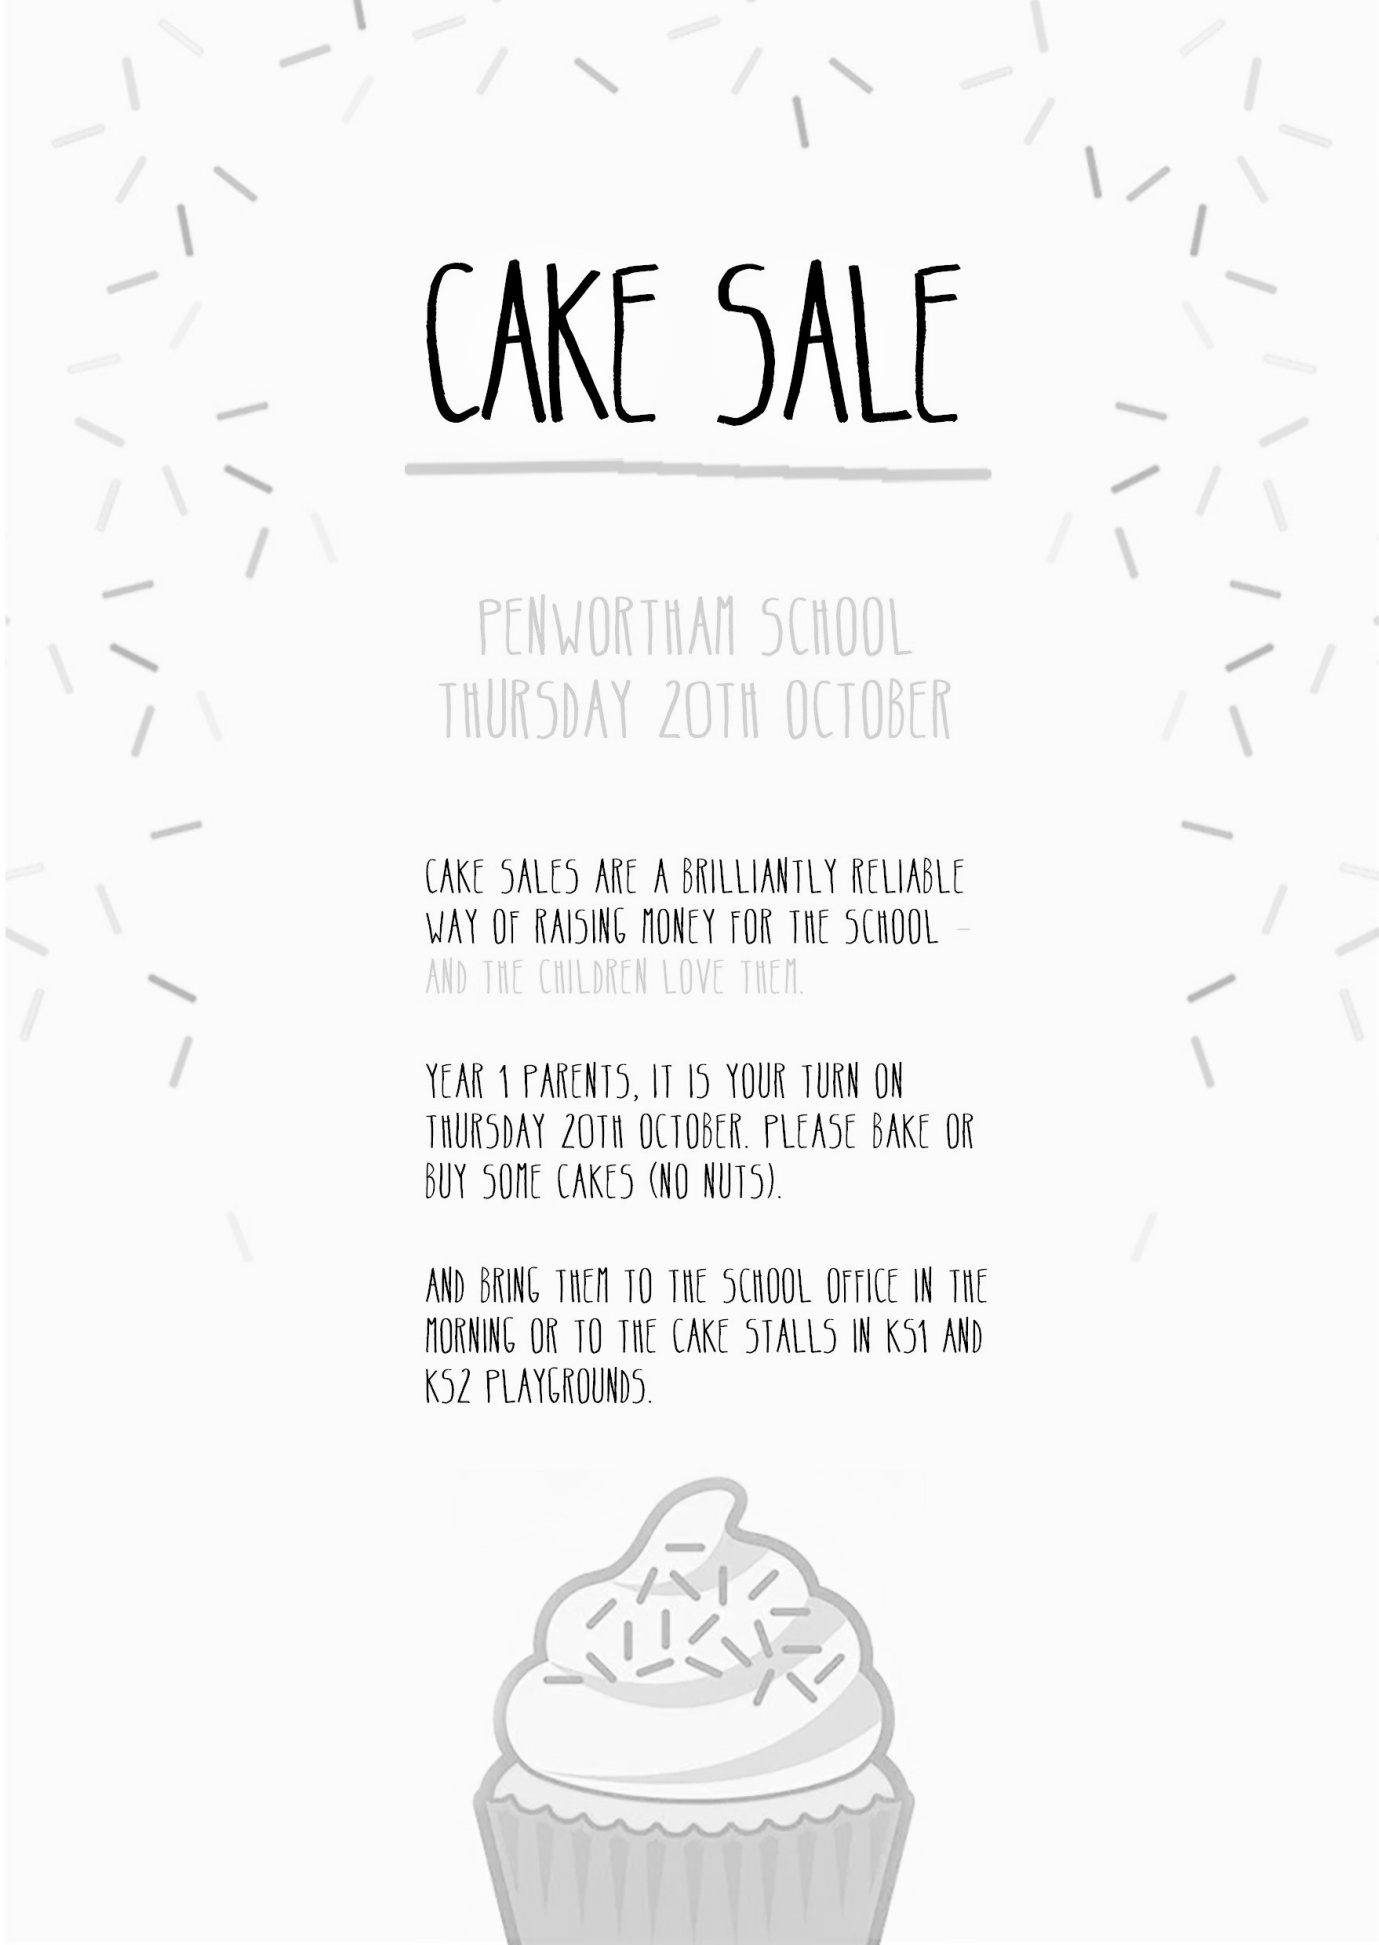 CAKE SALE
PENWORTHAM SCHOOL
THURSDAY 20TH OCTOBER
CAKE SALES ARE A BRILLIANTLY RELIABLE
WAY OF RAISING MONEY FOR THE SCHOOL –
AND THE CHILDREN LOVE THEM.
YEAR 1 PARENTS, IT IS YOUR TURN ON
THURSDAY 20TH OCTOBER. PLEASE BAKE OR
BUY SOME CAKES (NO NUTS).
AND BRING THEM TO THE SCHOOL OFFICE IN THE
MORNING OR TO THE CAKE STALLS IN KS1 AND
KS2 PLAYGROUNDS.